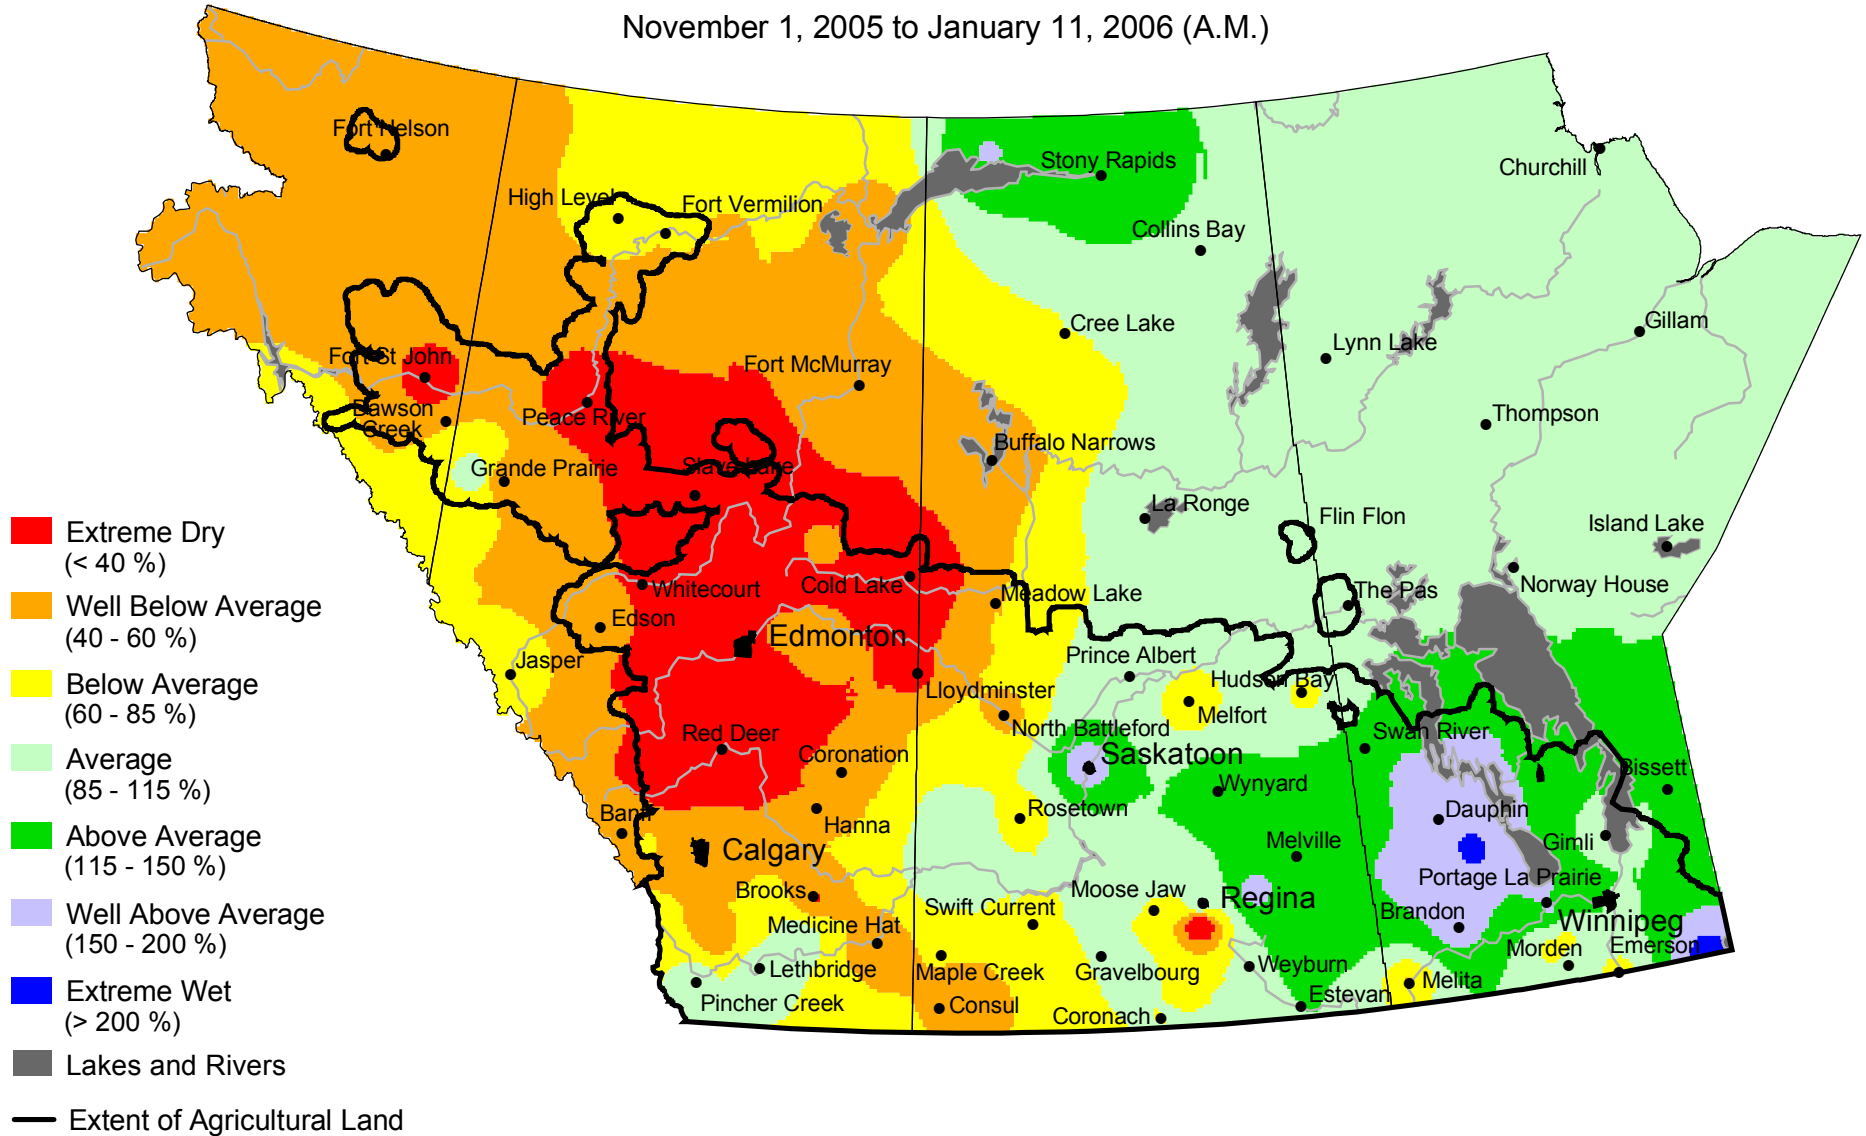 November 1, 2005 to January 11, 2006 (A.M.)
Fort Nelson
Churchill
Stony Rapids
High Level
Fort Vermilion
Collins Bay
Cree Lake
Gillam
Lynn Lake
Fort St John
Fort McMurray
Dawson
Creek
Peace River
Thompson
Buffalo Narrows
Grande Prairie
Slave Lake
La Ronge
Flin Flon
Island Lake
Whitecourt
Cold Lake
Meadow Lake
The Pas
Norway House
Edson
Edmonton
Jasper
Prince Albert
Hudson Bay
Lloydminster
Melfort
North Battleford
Red Deer
Swan River
Coronation
Saskatoon
Bissett
Wynyard
Banff
Hanna
Rosetown
Dauphin
Calgary
Melville
Gimli
Brooks
Moose Jaw
Regina
Portage La Prairie
Medicine Hat
Swift Current
Brandon
Winnipeg
Morden
Emerson
Lethbridge
Maple Creek
Gravelbourg
Weyburn
Melita
Pincher Creek
Consul
Coronach
Estevan
Extreme Dry
(< 40 %)
Well Below Average
(40 - 60 %)
Below Average
(60 - 85 %)
Average
(85 - 115 %)
Above Average
(115 - 150 %)
Well Above Average
(150 - 200 %)
Extreme Wet
(> 200 %)
Lakes and Rivers
Extent of Agricultural Land